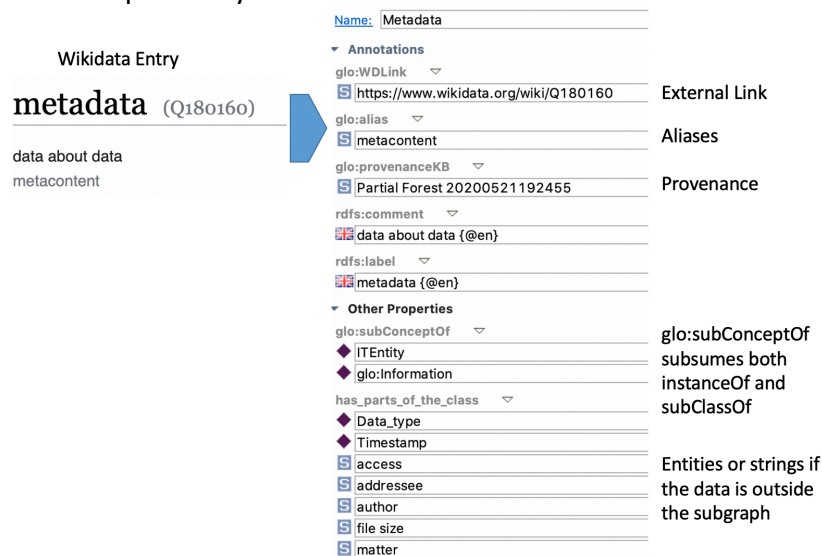 Wikidata Entry
metadata (Q180160)
data about data
metacontent
Name: Metadata
Annotations
glo:WDLink
https://www.wikidata.org/wiki/Q180160
External Link
glo:alias
metacontent
Aliases
glo:provenanceKB
Partial Forest 20200521192455
Provenance
rdfs:comment
data about data {@en}
rdfs:label
metadata {@en}
Other Properties
glo:subConceptOf
ITEntity
glo:Information
glo:subConceptOf
subsumes both
instanceOf and
subClassOf
has_parts_of_the_class
Data_type
Timestamp
access
addressee
author
file size
matter
Entities or strings if
the data is outside
the subgraph